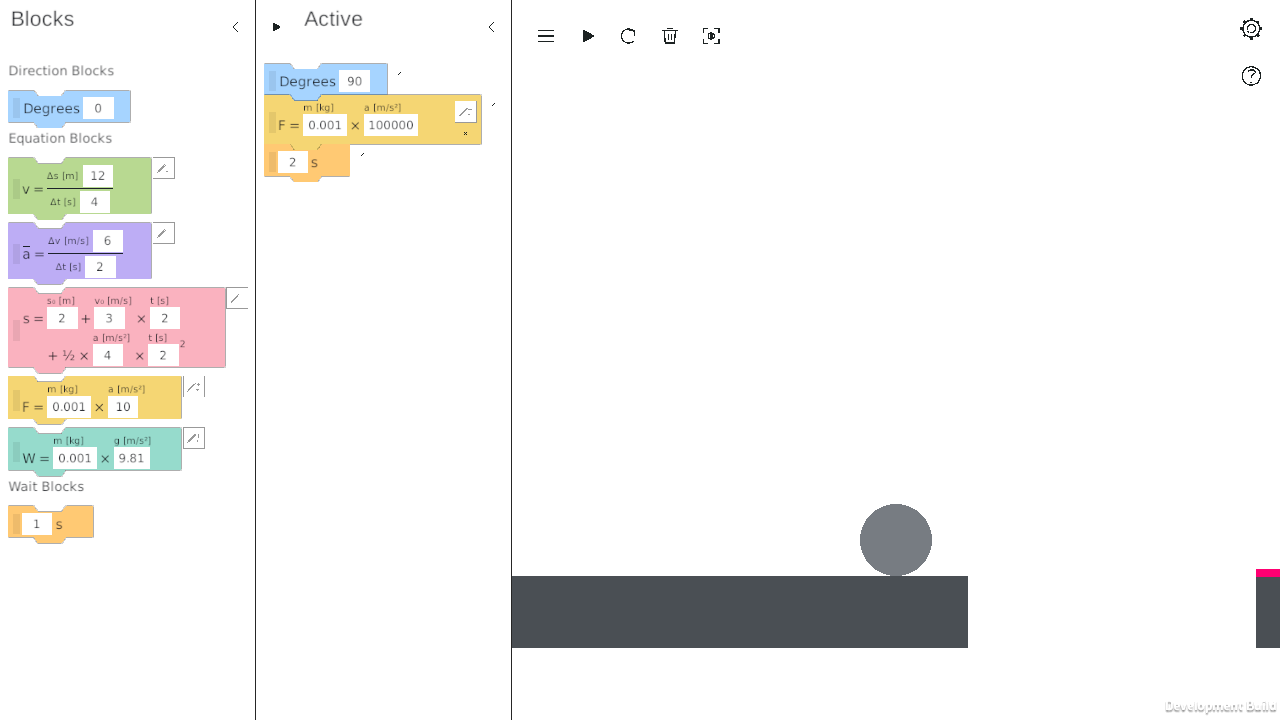 Blocks
Direction Blocks
Degrees 0
Equation Blocks
Δs [m] 12
v =
Δt [s] 4
Δv [m/s] 6
a =
Δt [s] 2
s₀ [m] v₀ [m/s] t [s]
s = 2 + 3 × 2
a [m/s²] t [s]
+ ½ × 4 × 2 2
m [kg] a [m/s²]
F = 0.001 × 10
m [kg] g [m/s²]
W = 0.001 × 9.81
Wait Blocks
1 s
Active
Degrees 90
m [kg] a [m/s²]
F = 0.001 × 100000
2 s
Development Build